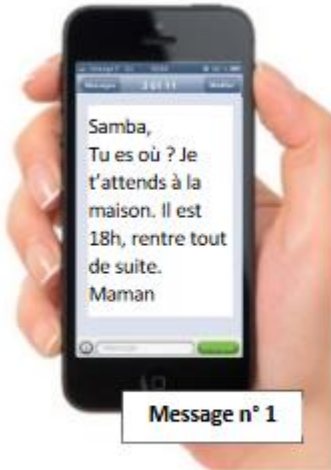 Samba,
Tu es où ? Je
t'attends à la
maison. Il est
18h, rentre tout
de suite.
Maman
Message n° 1